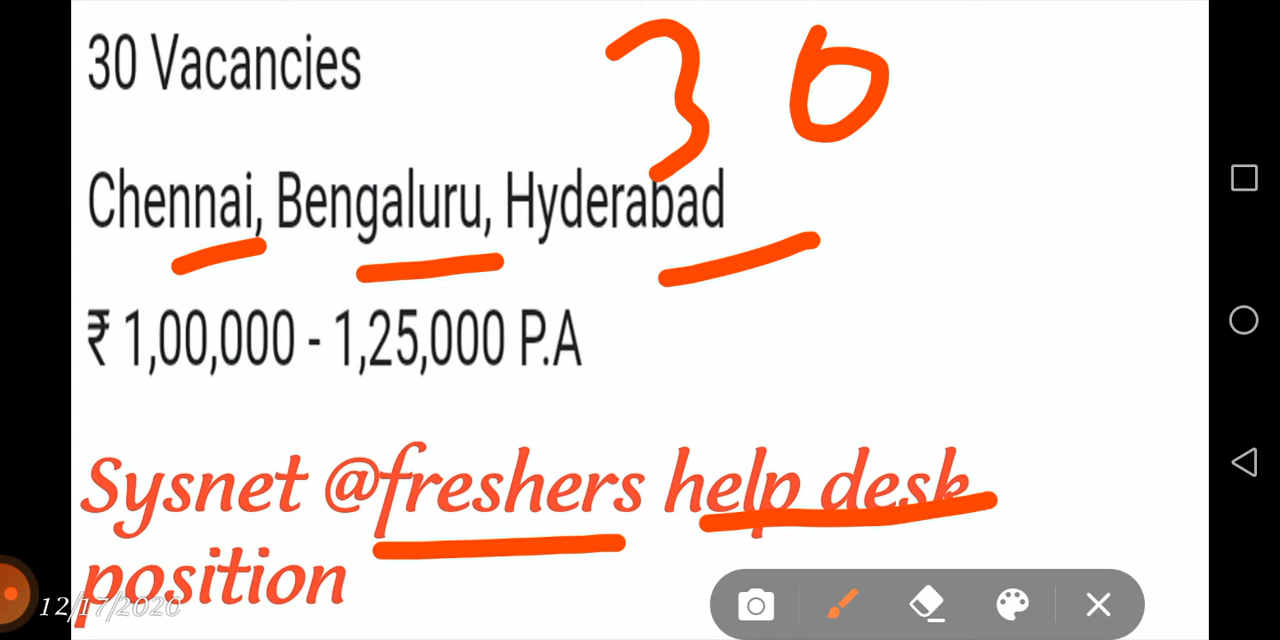 30 Vacancies
30
Chennai, Bengaluru, Hyderabad
₹ 1,00,000 - 1,25,000 P.A
Sysnet @freshers help desk
position
12/17/2020